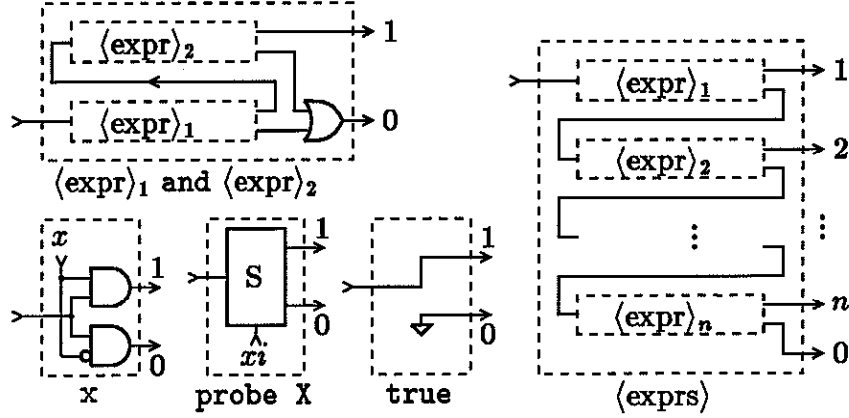 ⟨expr⟩₂
1
⟨expr⟩₁
0
⟨expr⟩₁ and ⟨expr⟩₂
x
1
0
x
S
1
0
xi
probe X
1
0
true
⟨expr⟩₁
1
⟨expr⟩₂
2
⋮
⋮
⟨expr⟩ₙ
n
0
⟨exprs⟩